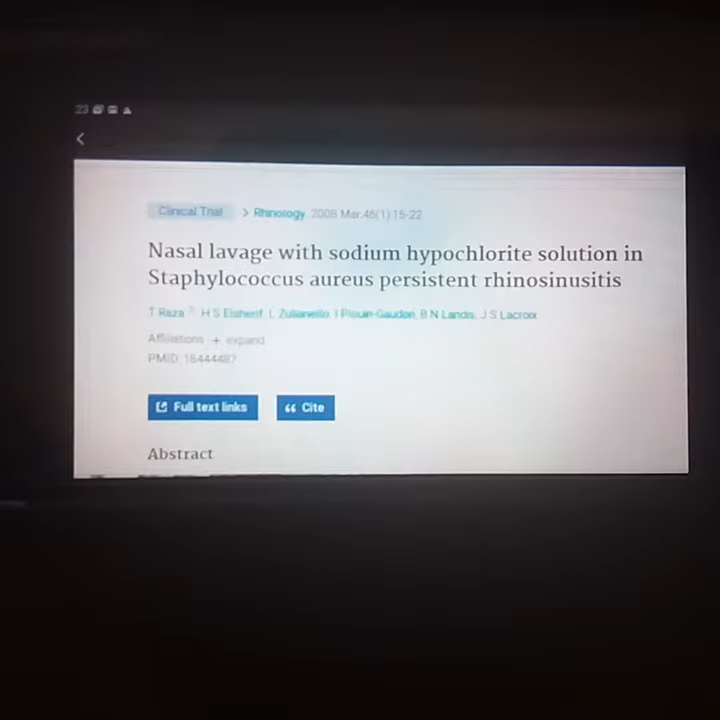 23
Clinical Trial > Rhinology. 2008 Mar;46(1):15-22
Nasal lavage with sodium hypochlorite solution in
Staphylococcus aureus persistent rhinosinusitis
T Raza, H S Elsherif, L Zulianello, I Plouin-Gaudon, B N Landis, J S Lacroix
Affiliations + expand
PMID: 18444487
Full text links
Cite
Abstract